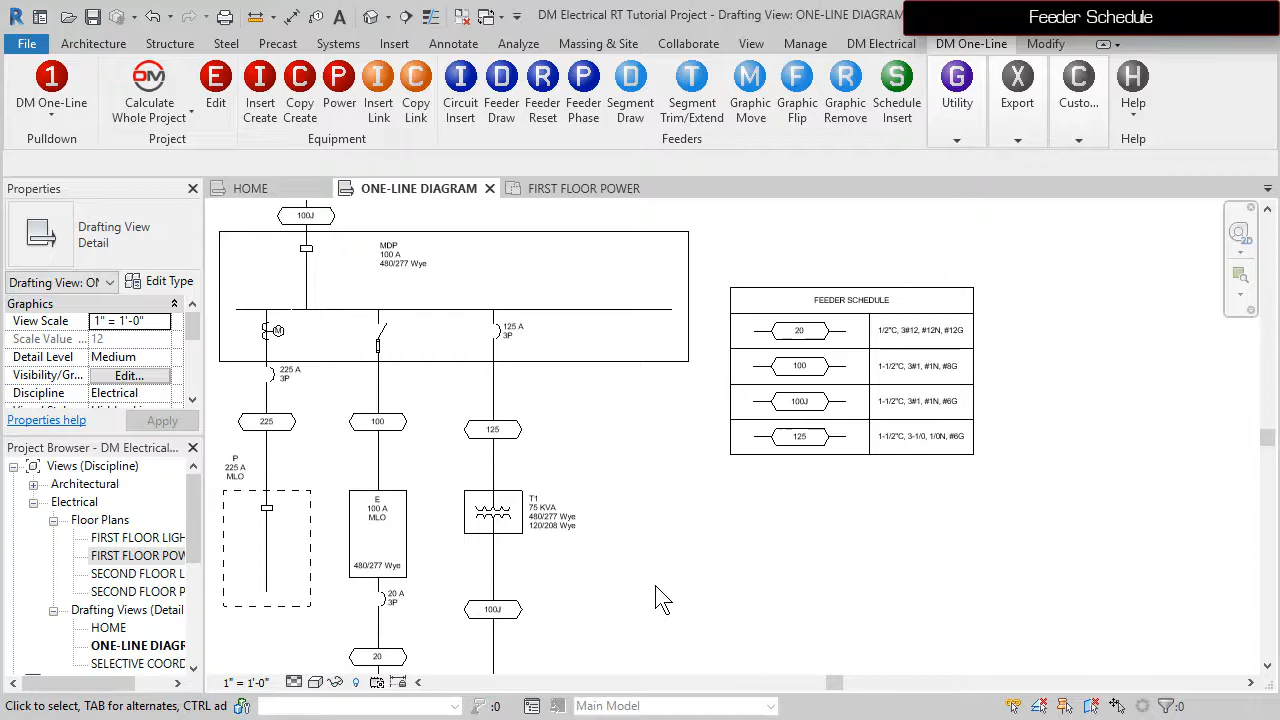 DM Electrical RT Tutorial Project - Drafting View: ONE-LINE DIAGRAM
Feeder Schedule
File Architecture Structure Steel Precast Systems Insert Annotate Analyze Massing & Site Collaborate View Manage DM Electrical DM One-Line Modify
1 DM E I C P I C I D R P D T M F R S G X C H
DM One-Line
Calculate Whole Project
Edit
Insert Create
Copy Create
Power
Insert Link
Copy Link
Circuit Insert
Feeder Draw
Feeder Reset
Feeder Phase
Segment Draw
Segment Trim/Extend
Graphic Move
Graphic Flip
Graphic Remove
Schedule Insert
Utility
Export
Custo...
Help
Pulldown Project Equipment Feeders Help
Properties
HOME ONE-LINE DIAGRAM FIRST FLOOR POWER
Drafting View
Detail
Drafting View: ON
Edit Type
Graphics
View Scale 1" = 1'-0"
Scale Value 12
Detail Level Medium
Visibility/Gr... Edit...
Discipline Electrical
Properties help Apply
Project Browser - DM Electrical
Views (Discipline)
Architectural
Electrical
Floor Plans
FIRST FLOOR LIGH
FIRST FLOOR POW
SECOND FLOOR L
SECOND FLOOR P
Drafting Views (Detail
HOME
ONE-LINE DIAGR
SELECTIVE COORD
100J
MDP
100 A
480/277 Wye
M
125 A
3P
225 A
3P
225
100
125
P
225 A
MLO
E
100 A
MLO
480/277 Wye
T1
75 KVA
480/277 Wye
120/208 Wye
20 A
3P
100J
20
FEEDER SCHEDULE
20 1/2"C, 3#12, #12N, #12G
100 1-1/2"C, 3#1, #1N, #8G
100J 1-1/2"C, 3#1, #1N, #6G
125 1-1/2"C, 3-1/0, 1/0N, #6G
2D
1" = 1'-0"
Click to select, TAB for alternates, CTRL ad
:0
Main Model
:0